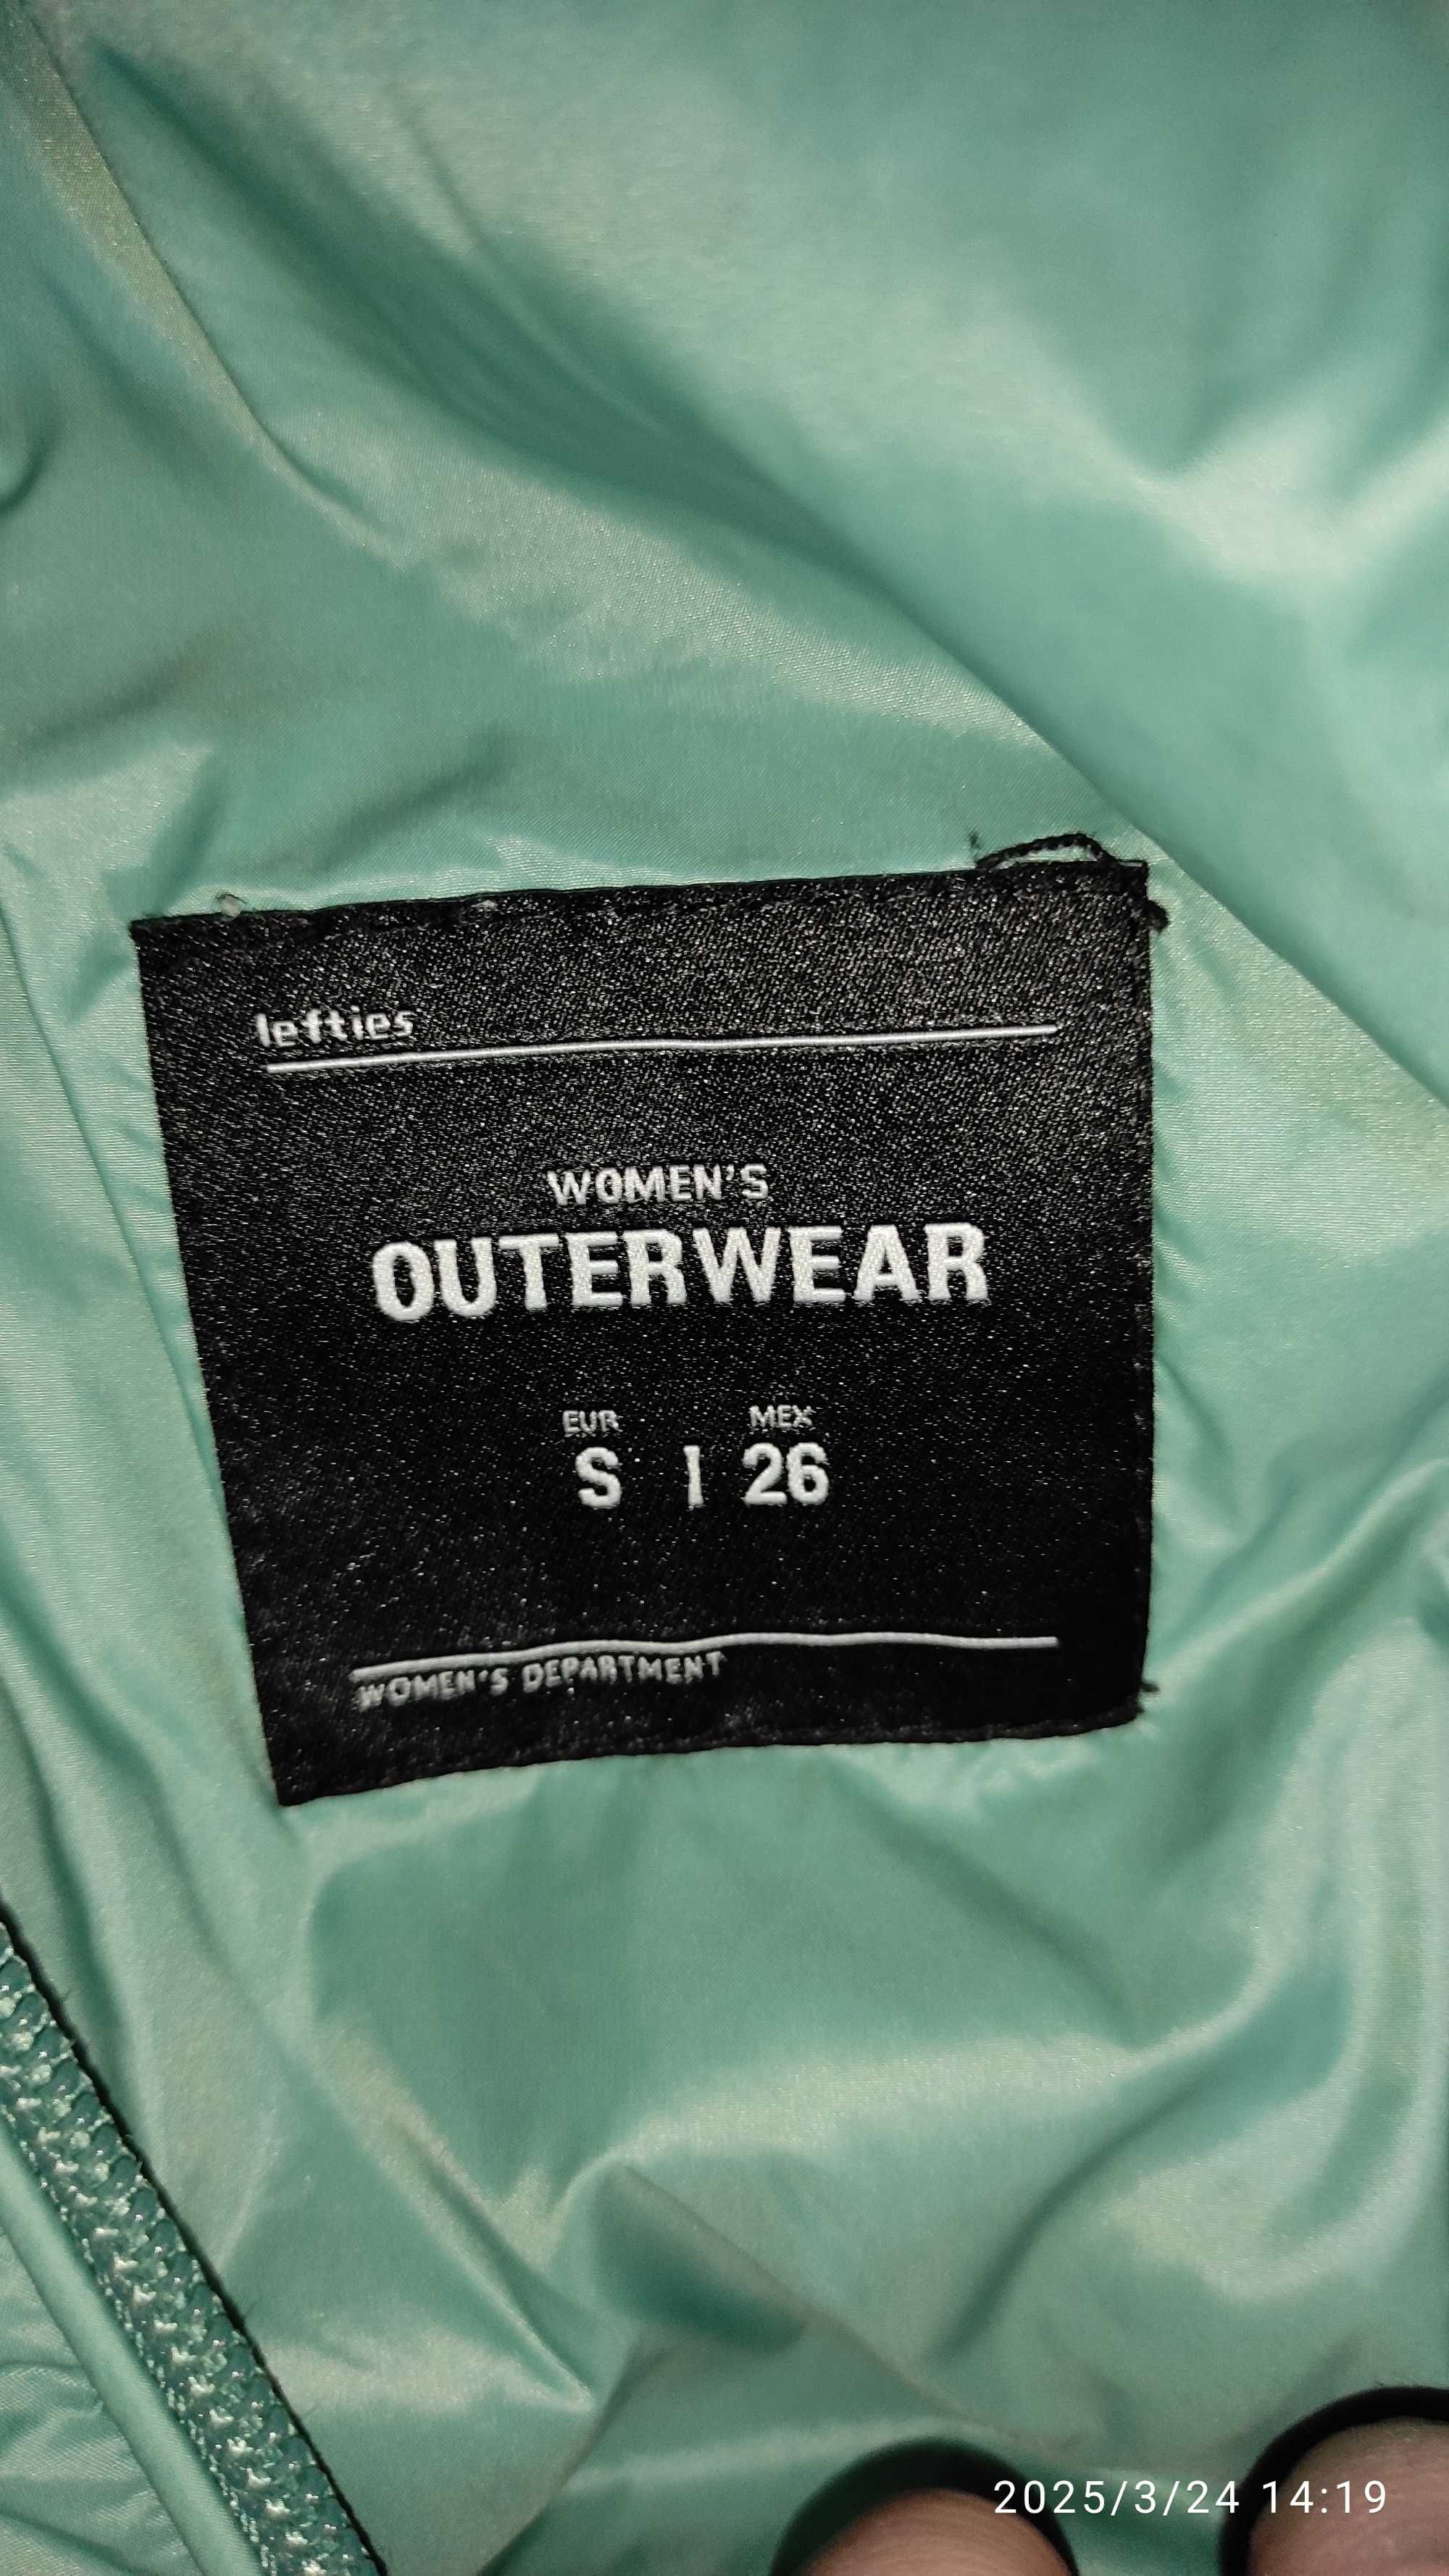 lefties
WOMEN'S
OUTERWEAR
EUR MEX
S | 26
WOMEN'S DEPARTMENT
2025/3/24 14:19